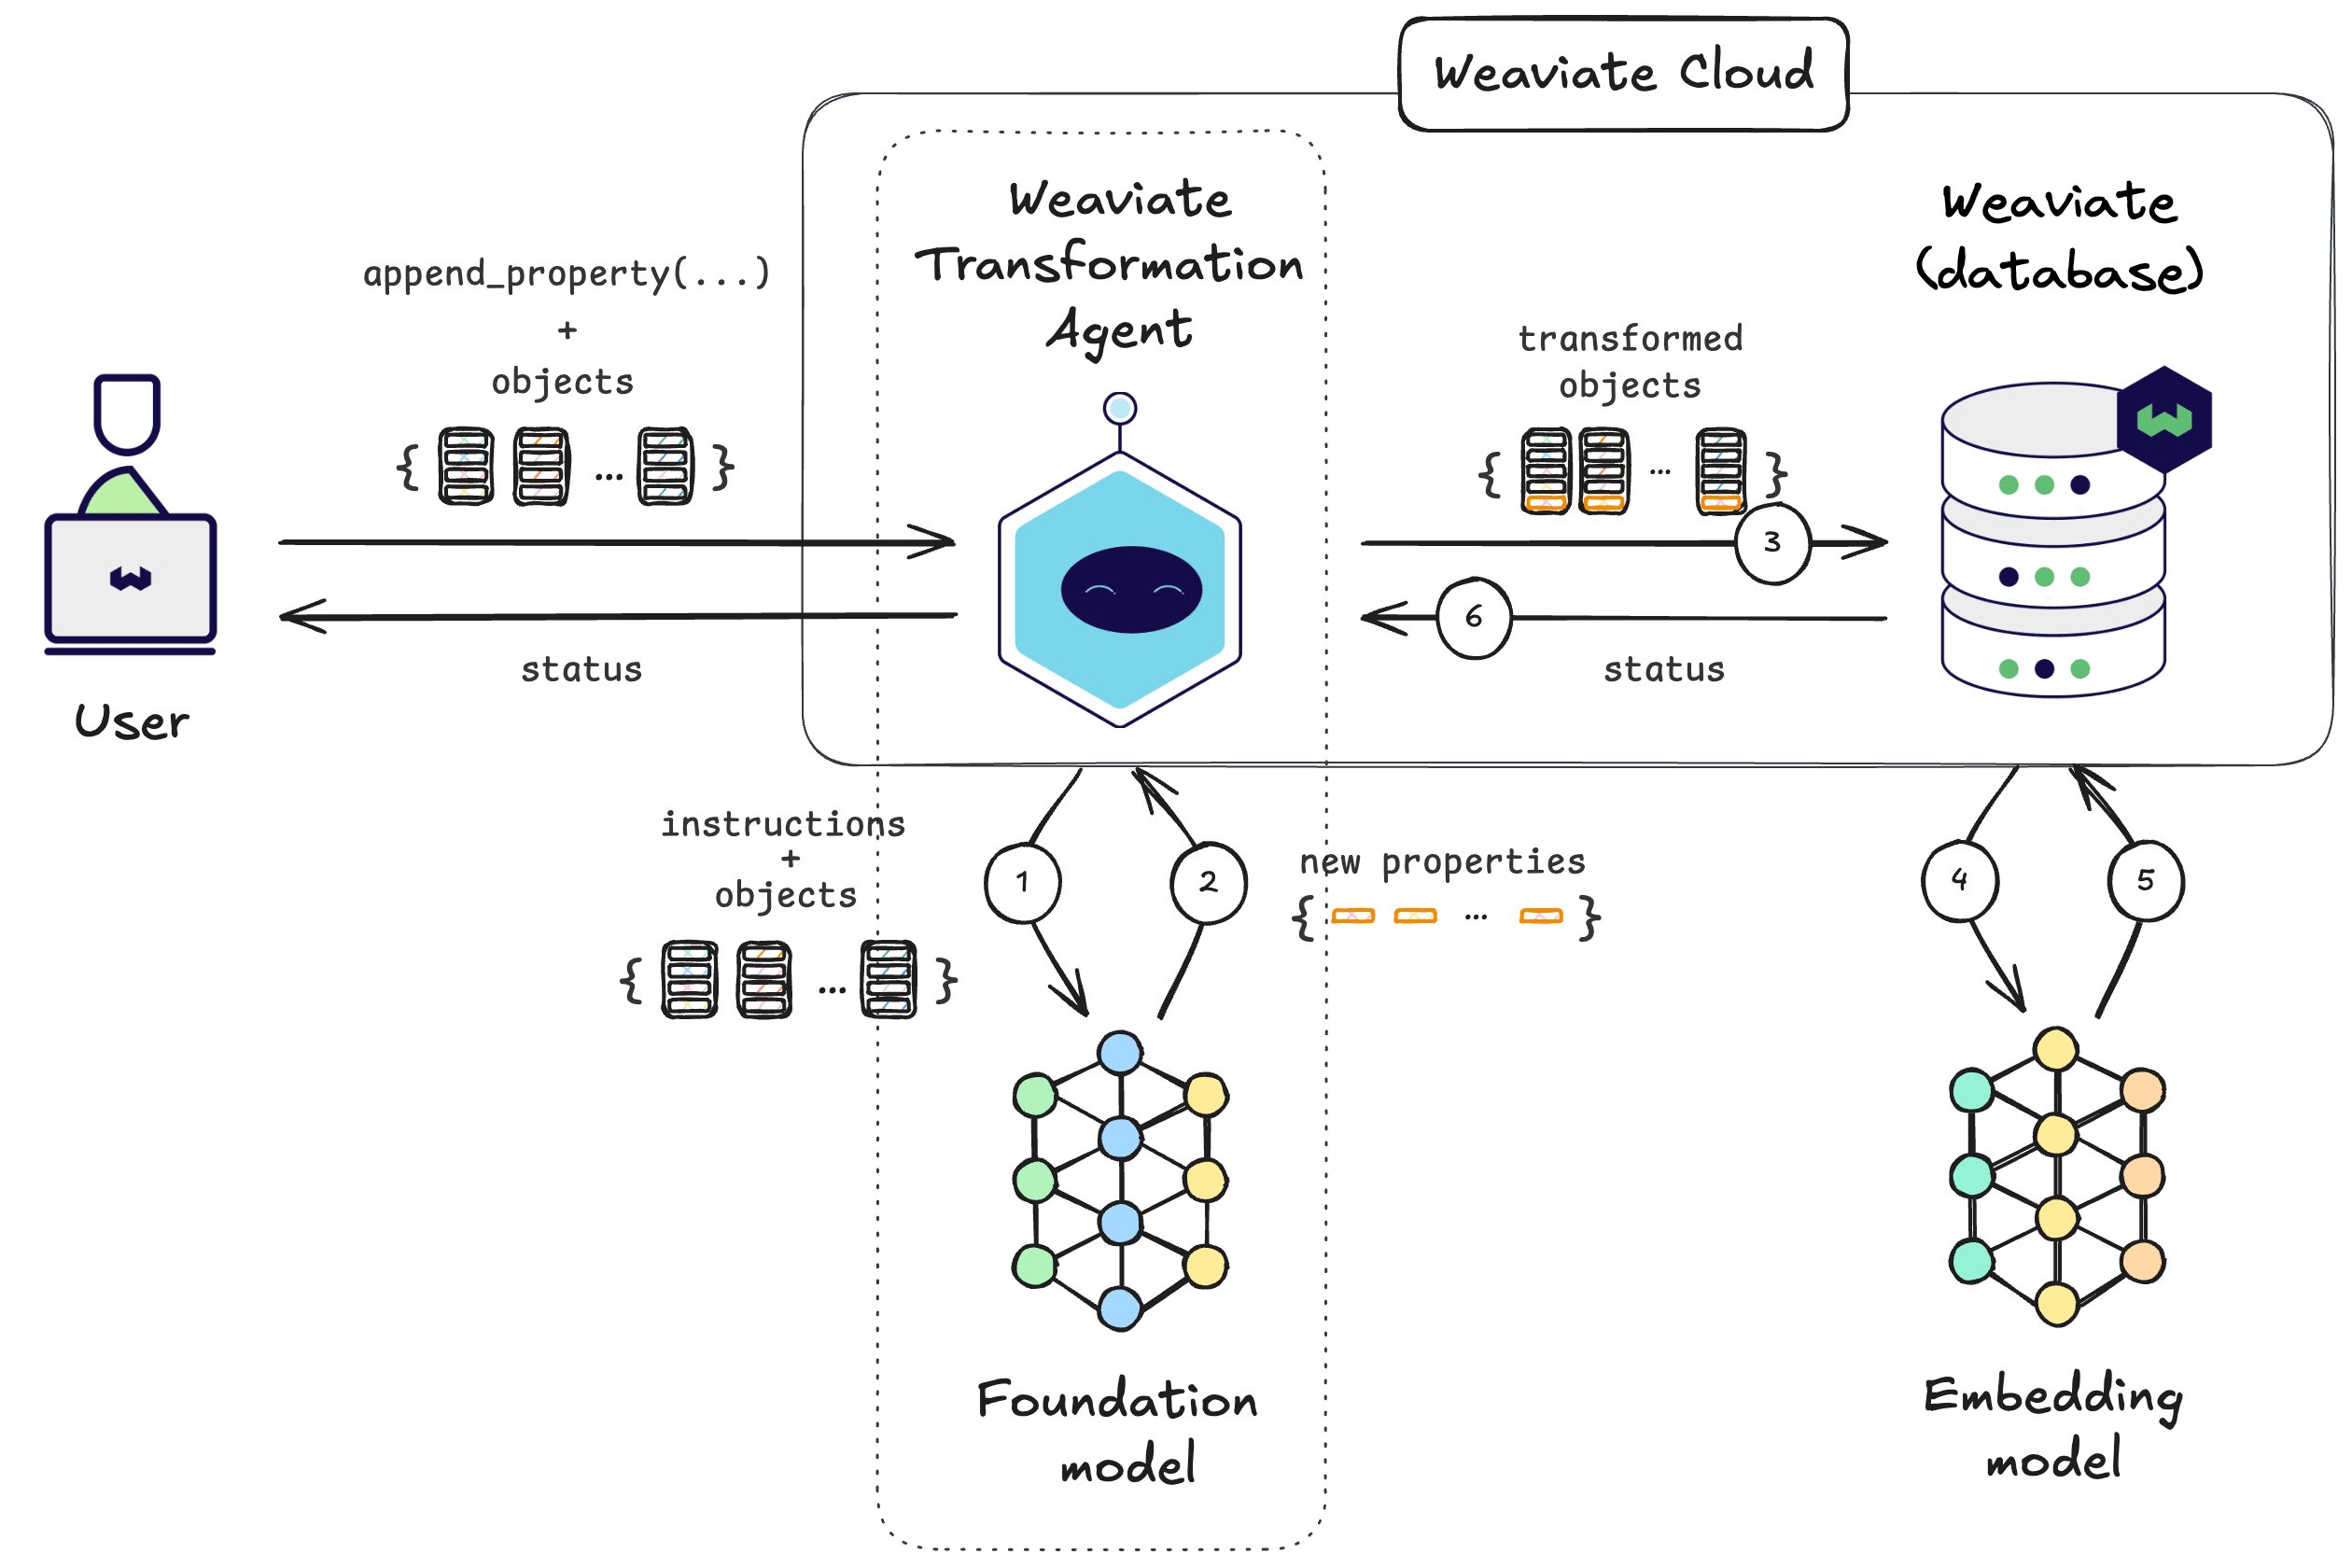 Weaviate Cloud
Weaviate
Transformation
Agent
Weaviate
(database)
append_property(...)
+
objects
{ ... }
transformed
objects
{ ... }
3
6
status
status
User
instructions
+
objects
{ ... }
1
2
new properties
{ ... }
4
5
Foundation
model
Embedding
model